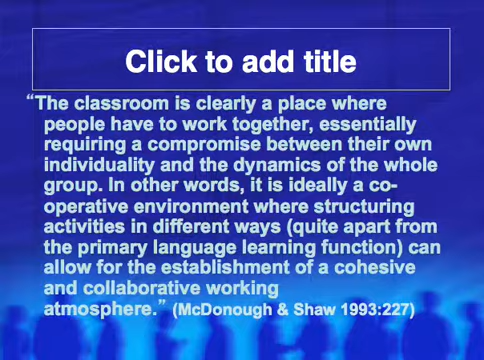 Click to add title
“The classroom is clearly a place where
people have to work together, essentially
requiring a compromise between their own
individuality and the dynamics of the whole
group. In other words, it is ideally a co-
operative environment where structuring
activities in different ways (quite apart from
the primary language learning function) can
allow for the establishment of a cohesive
and collaborative working
atmosphere.” (McDonough & Shaw 1993:227)